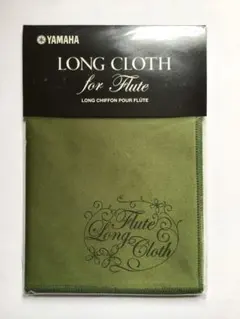 YAMAHA
LONG CLOTH
for Flute
LONG CHIFFON POUR FLÛTE
Flute
Long
Cloth